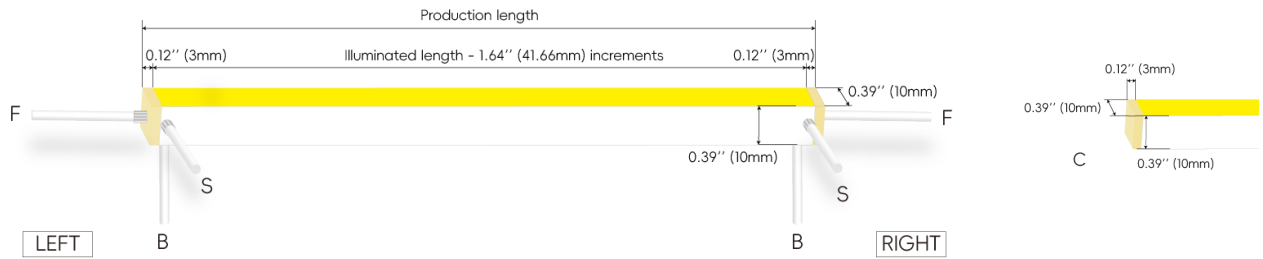 Production length
0.12’’ (3mm)
Illuminated length - 1.64’’ (41.66mm) increments
0.12’’ (3mm)
0.12’’ (3mm)
0.39’’ (10mm)
0.39’’ (10mm)
F
F
0.39’’ (10mm)
C
0.39’’ (10mm)
S
S
LEFT
B
B
RIGHT